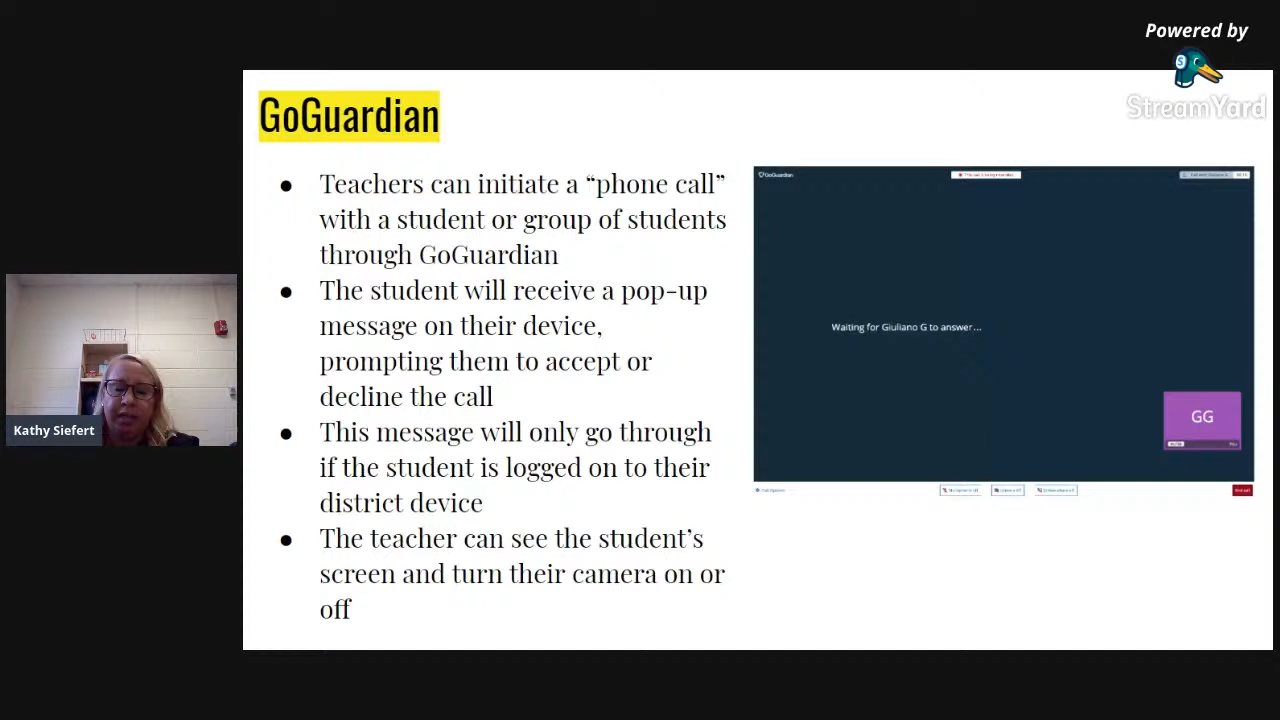 Powered by
StreamYard
GoGuardian
● Teachers can initiate a “phone call”
with a student or group of students
through GoGuardian
● The student will receive a pop-up
message on their device,
prompting them to accept or
decline the call
● This message will only go through
if the student is logged on to their
district device
● The teacher can see the student’s
screen and turn their camera on or
off
GoGuardian
Waiting for Giuliano G to answer...
GG
Kathy Siefert